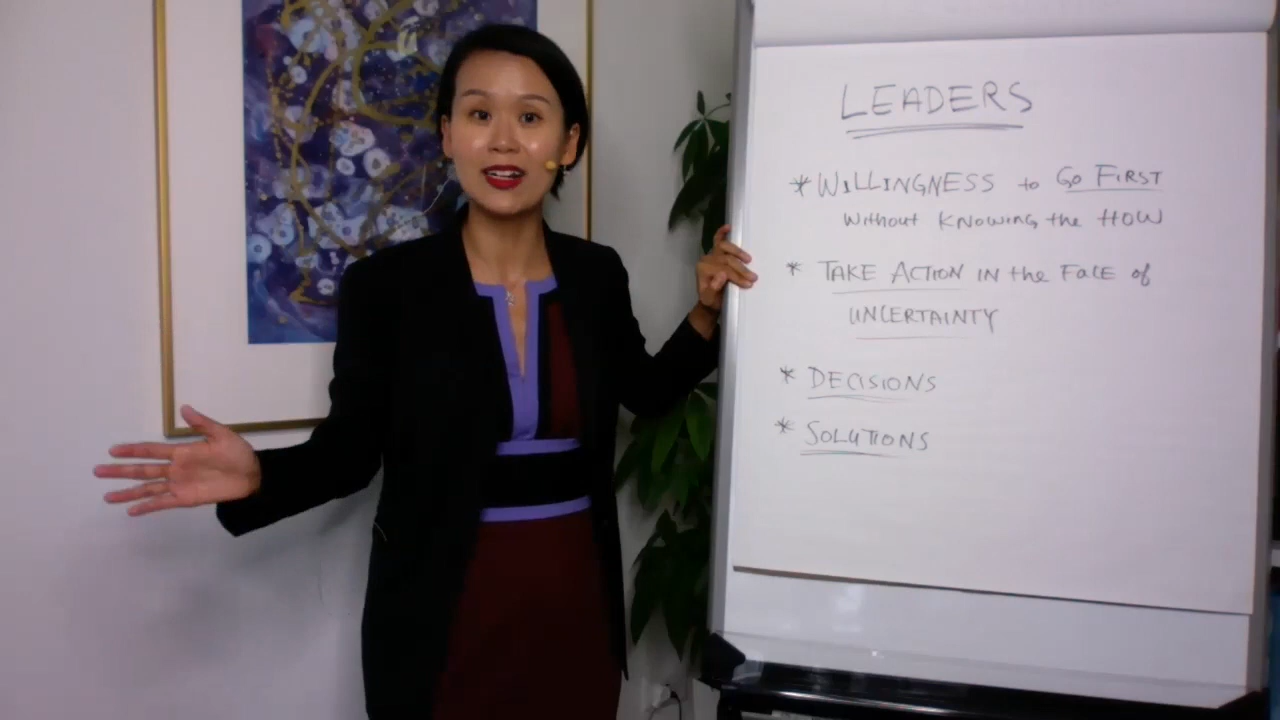 LEADERS
* WILLINGNESS to GO FIRST
without KNOWING the HOW
* TAKE ACTION IN the FACE of
UNCERTAINTY
* DECISIONS
* SOLUTIONS